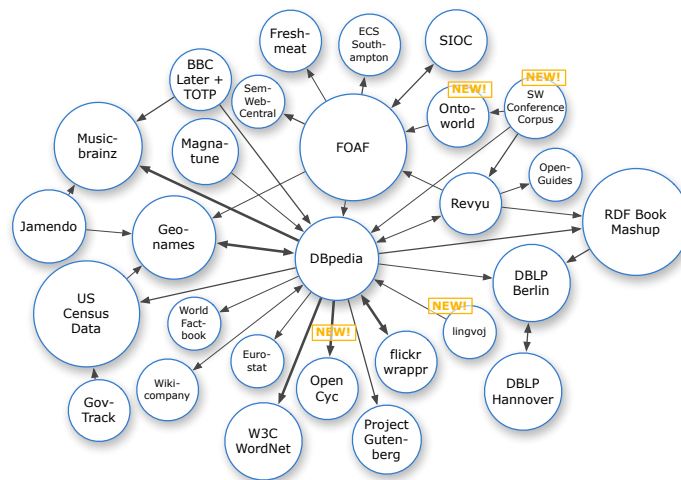 Fresh-
meat
ECS
South-
ampton
SIOC
BBC
Later +
TOTP
NEW!
NEW!
Sem-
Web-
Central
Onto-
world
SW
Conference
Corpus
Music-
brainz
Magna-
tune
FOAF
Open-
Guides
Revyu
RDF Book
Mashup
Jamendo
Geo-
names
DBpedia
DBLP
Berlin
US
Census
Data
World
Fact-
book
NEW!
lingvoj
NEW!
Euro-
stat
flickr
wrappr
Wiki-
company
Open
Cyc
DBLP
Hannover
Gov-
Track
W3C
WordNet
Project
Guten-
berg